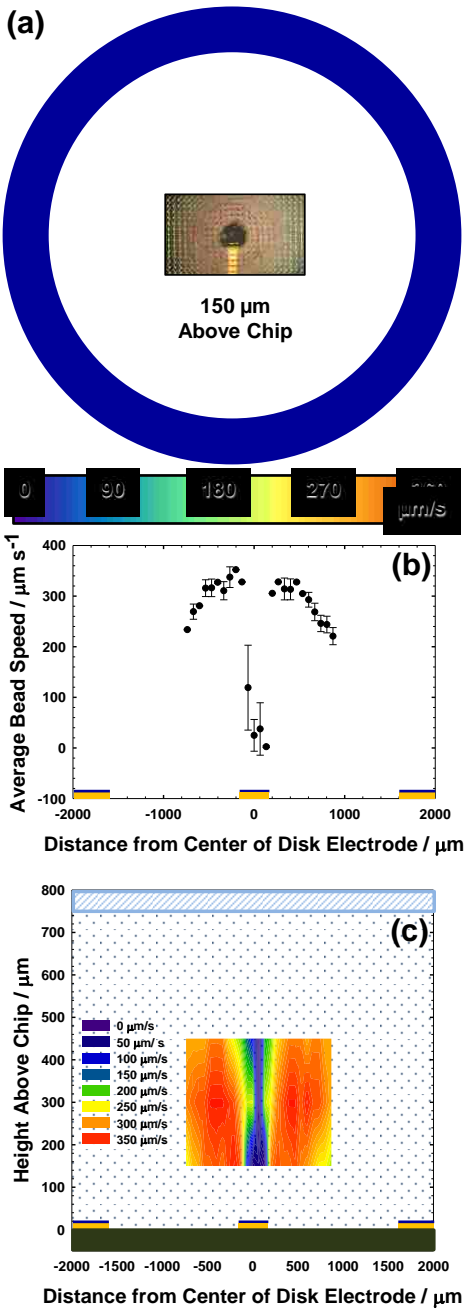 (a)
150 µm
Above Chip
0 90 180 270 360
µm/s
(b)
Average Bead Speed / µm s⁻¹
400
300
200
100
0
-100
-2000 -1000 0 1000 2000
Distance from Center of Disk Electrode / µm
(c)
Height Above Chip / µm
800
700
600
500
400
300
200
100
0
0 µm/s
50 µm/ s
100 µm/s
150 µm/s
200 µm/s
250 µm/s
300 µm/s
350 µm/s
-2000 -1500 -1000 -500 0 500 1000 1500 2000
Distance from Center of Disk Electrode / µm